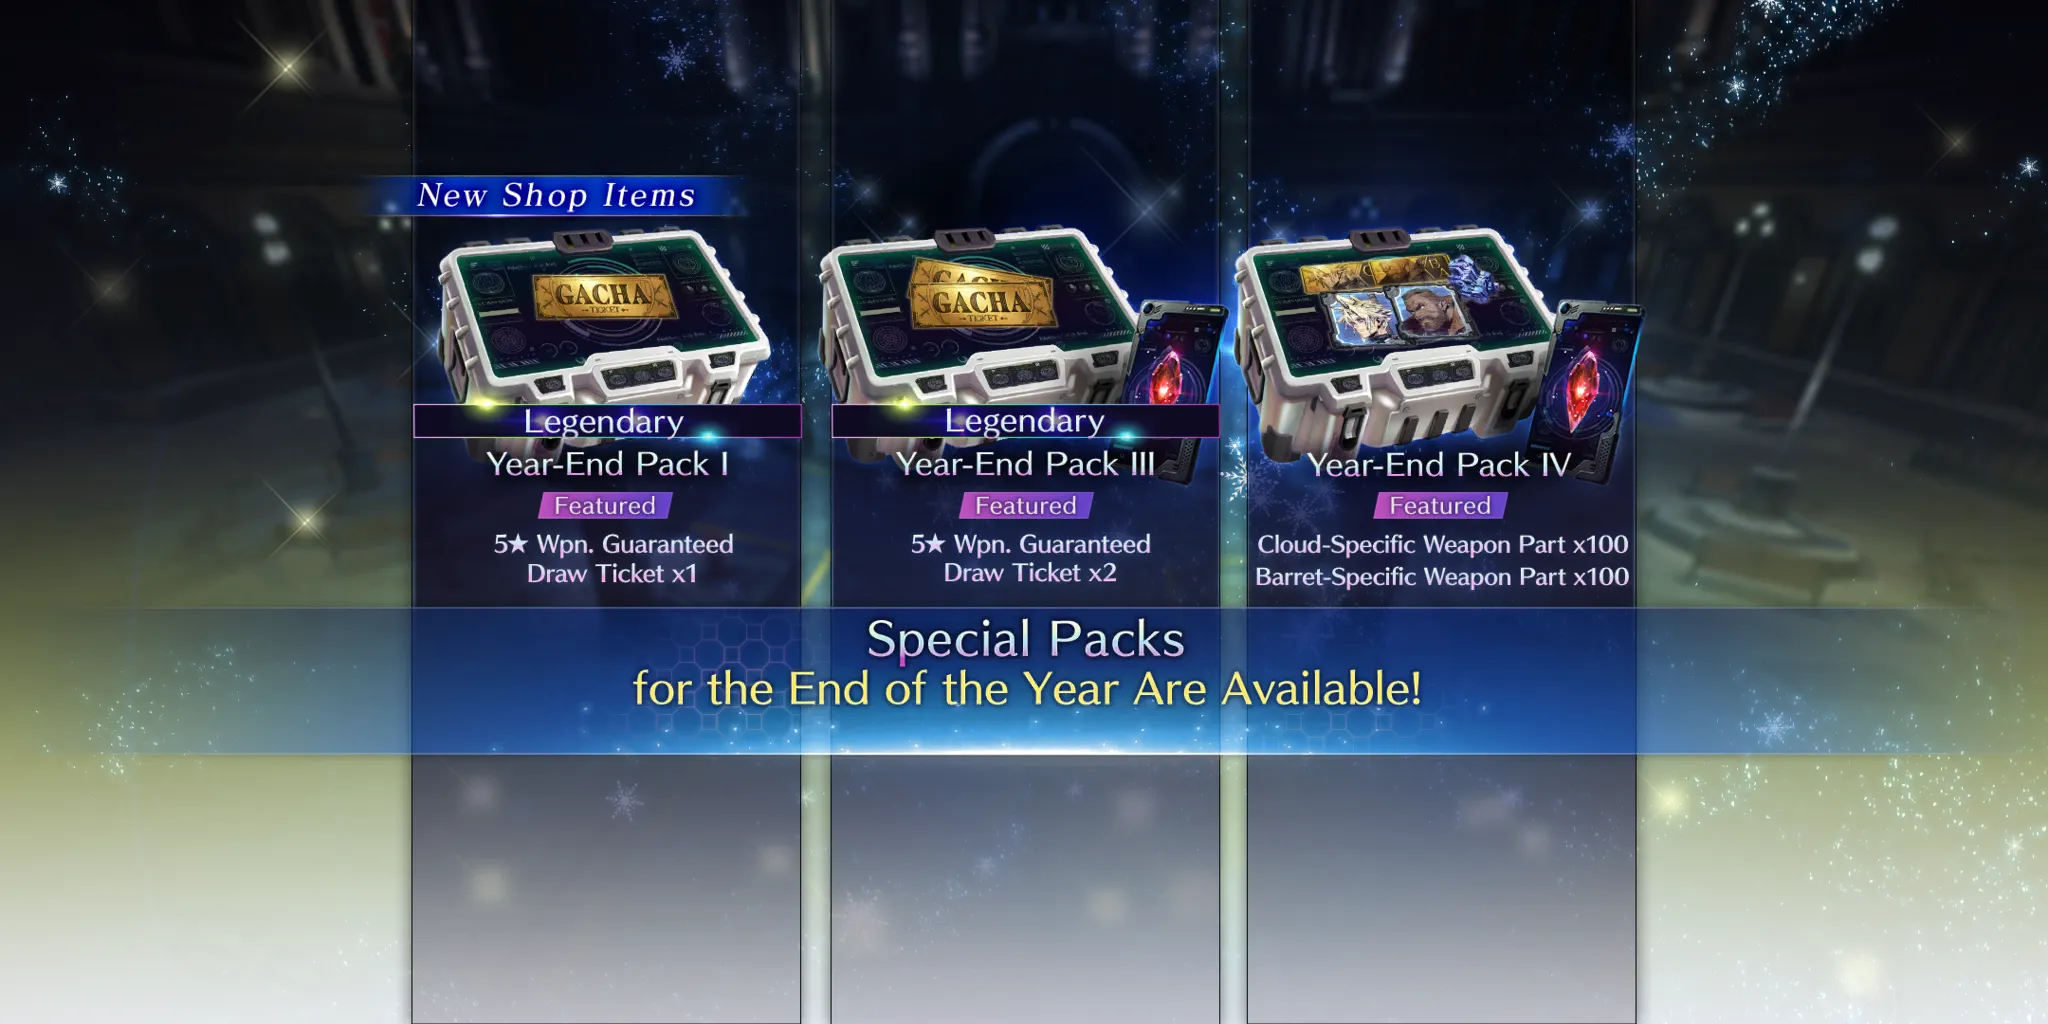 New Shop Items
GACHA
TICKET
GACHA
GACHA
TICKET
Legendary
Year-End Pack I
Featured
5★ Wpn. Guaranteed
Draw Ticket x1
Legendary
Year-End Pack III
Featured
5★ Wpn. Guaranteed
Draw Ticket x2
Year-End Pack IV
Featured
Cloud-Specific Weapon Part x100
Barret-Specific Weapon Part x100
Special Packs
for the End of the Year Are Available!